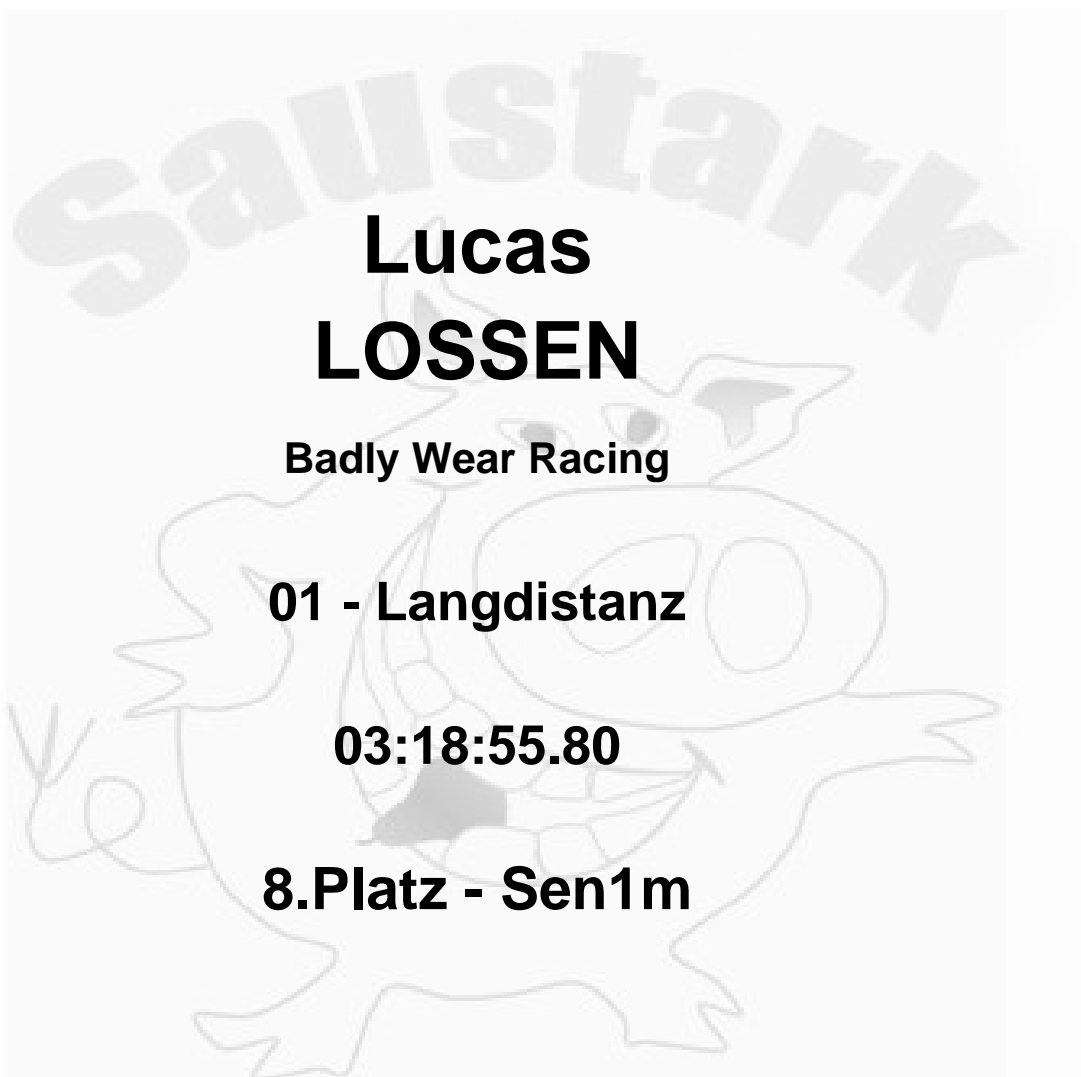 Saustark
Lucas
LOSSEN
Badly Wear Racing
01 - Langdistanz
03:18:55.80
8.Platz - Sen1m